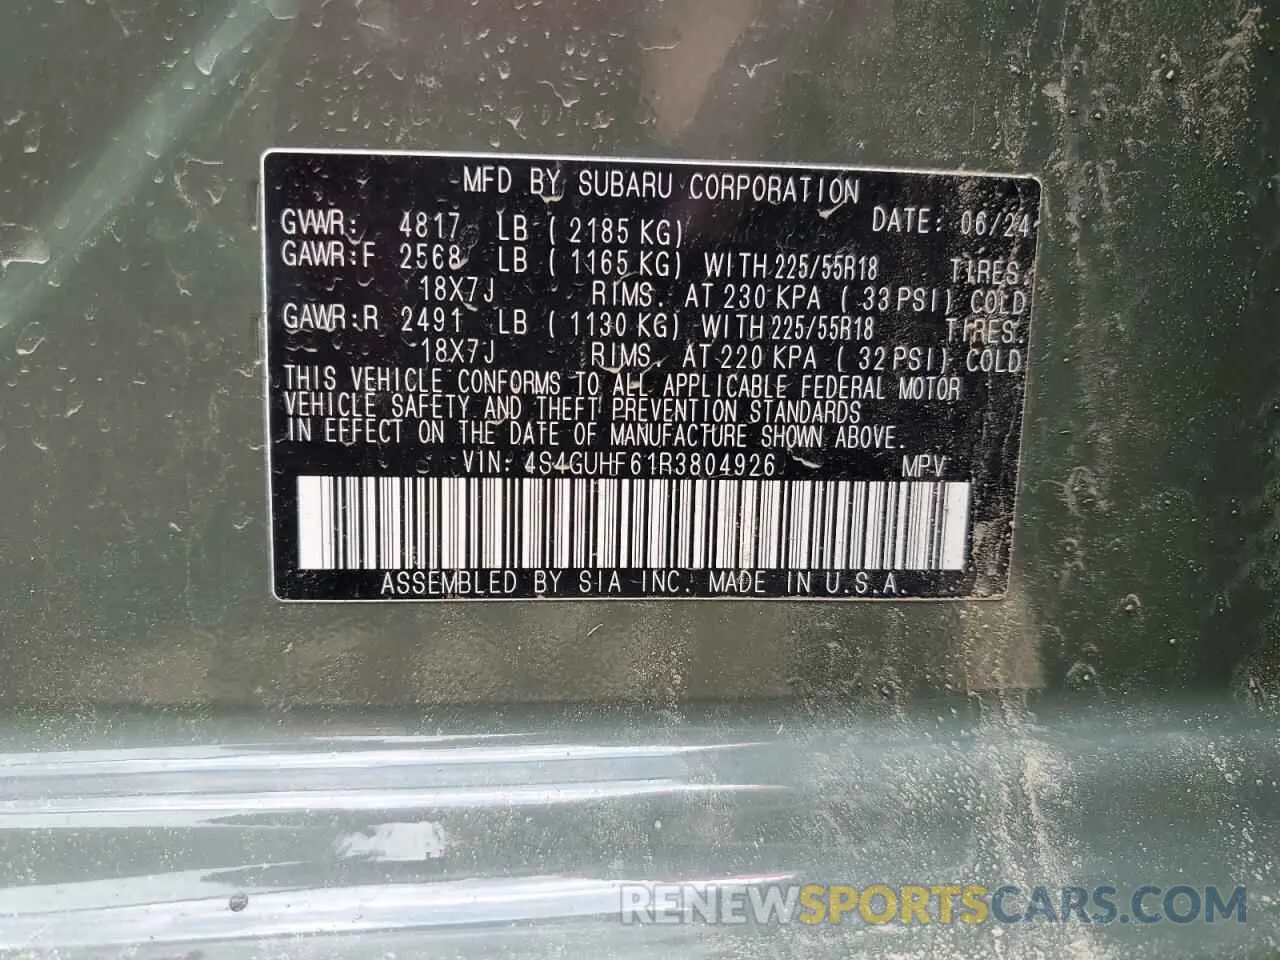 MFD BY SUBARU CORPORATION
DATE: 06/24
GVWR: 4817 LB ( 2185 KG)
GAWR:F 2568 LB ( 1165 KG) WITH 225/55R18 TIRES.
18X7J RIMS. AT 230 KPA ( 33 PSI) COLD
GAWR:R 2491 LB ( 1130 KG) WITH 225/55R18 TIRES.
18X7J RIMS. AT 220 KPA ( 32 PSI) COLD
THIS VEHICLE CONFORMS TO ALL APPLICABLE FEDERAL MOTOR
VEHICLE SAFETY AND THEFT PREVENTION STANDARDS
IN EFFECT ON THE DATE OF MANUFACTURE SHOWN ABOVE.
VIN: 4S4GUHF61R3804926 MPV
ASSEMBLED BY SIA INC. MADE IN U.S.A.
RENEWSPORTSCARS.COM